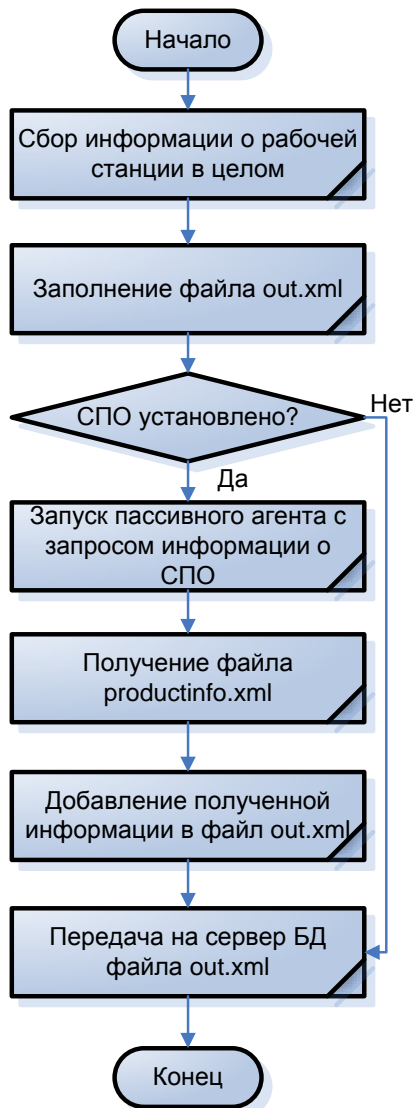 Начало
Сбор информации о рабочей
станции в целом
Заполнение файла out.xml
СПО установлено?
Нет
Да
Запуск пассивного агента с
запросом информации о
СПО
Получение файла
productinfo.xml
Добавление полученной
информации в файл out.xml
Передача на сервер БД
файла out.xml
Конец